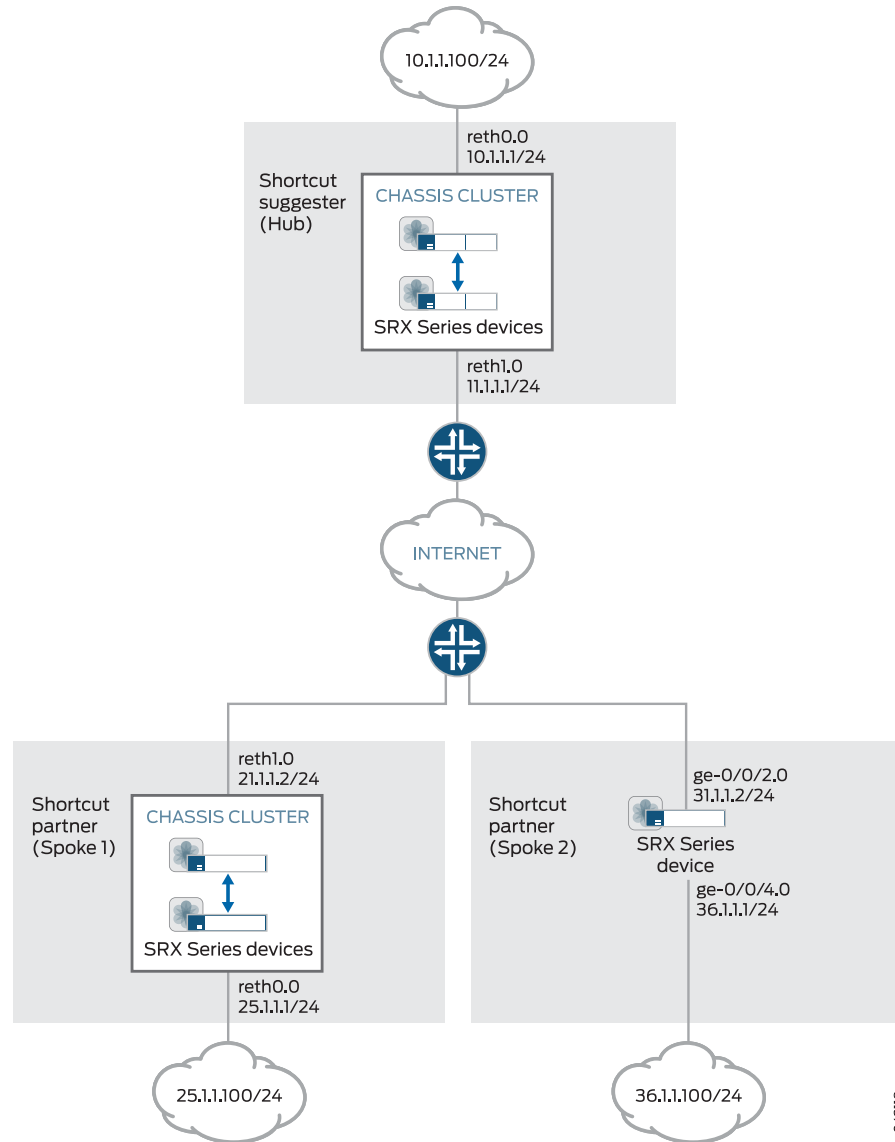 10.1.1.100/24
reth0.0
10.1.1.1/24
Shortcut
suggester
(Hub)
CHASSIS CLUSTER
SRX Series devices
reth1.0
11.1.1.1/24
INTERNET
reth1.0
21.1.1.2/24
Shortcut
partner
(Spoke 1)
CHASSIS CLUSTER
SRX Series devices
reth0.0
25.1.1.1/24
25.1.1.100/24
ge-0/0/2.0
31.1.1.2/24
Shortcut
partner
(Spoke 2)
SRX Series
device
ge-0/0/4.0
36.1.1.1/24
36.1.1.100/24